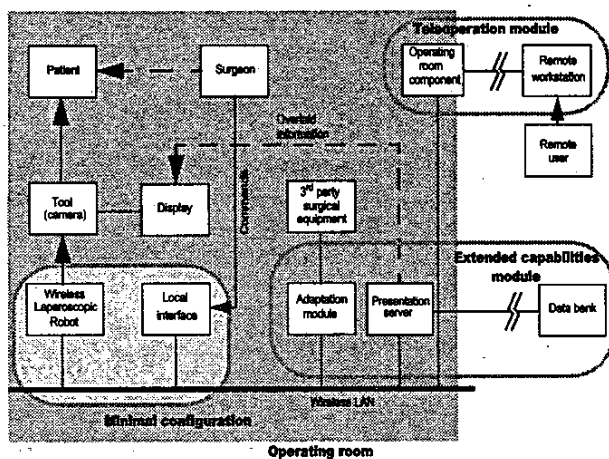 Teleoperation module
Patient
Surgeon
Operating
room
component
Remote
workstation
Overlaid
information
Remote
user
Commands
3rd party
surgical
equipment
Tool
(camera)
Display
Extended capabilities
module
Wireless
Laparoscopic
Robot
Local
interface
Adaptation
module
Presentation
server
Data bank
Wireless LAN
Minimal configuration
Operating room